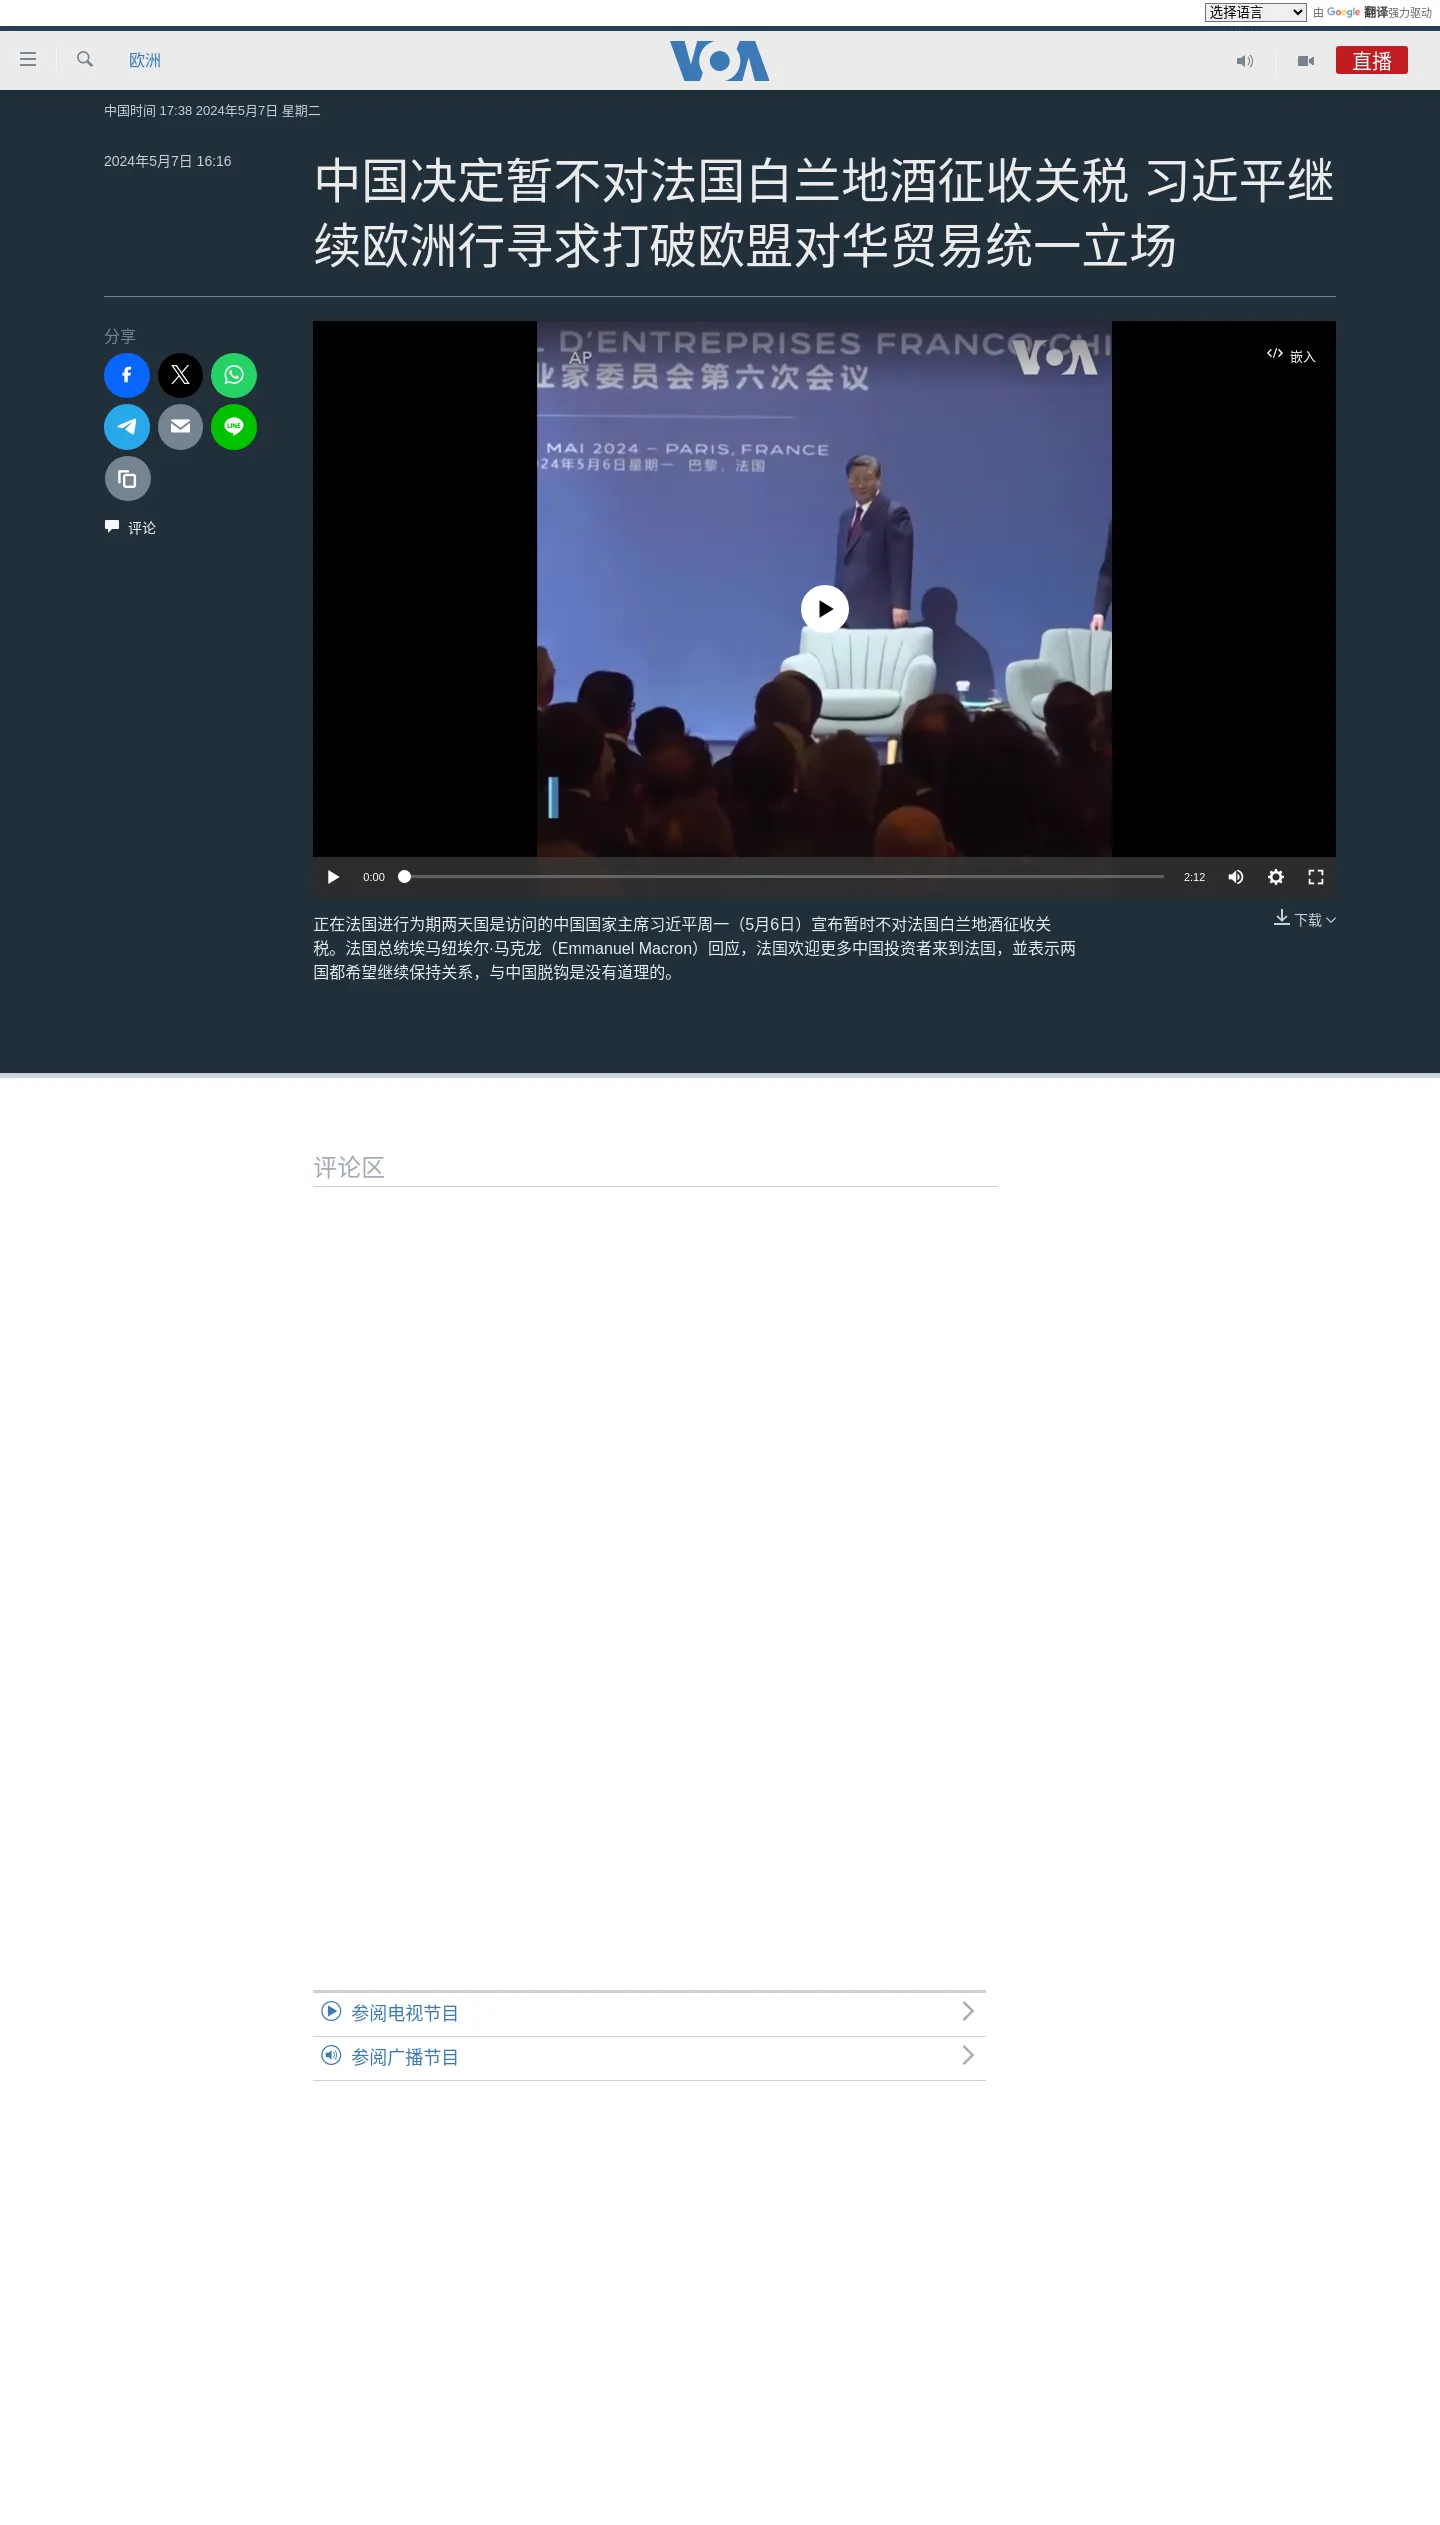 选择语言 由 Google 翻译强力驱动
欧洲
VOA
直播
中国时间 17:38 2024年5月7日 星期二
2024年5月7日 16:16
中国决定暂不对法国白兰地酒征收关税 习近平继
续欧洲行寻求打破欧盟对华贸易统一立场
分享
LINE
评论
L D'ENTREPRISES FRANCO-CHI
AP
VOA
嵌入
业家委员会第六次会议
MAI 2024 – PARIS, FRANCE
24年5月6日星期一 巴黎，法国
0:00
2:12
正在法国进行为期两天国是访问的中国国家主席习近平周一（5月6日）宣布暂时不对法国白兰地酒征收关
税。法国总统埃马纽埃尔·马克龙（Emmanuel Macron）回应，法国欢迎更多中国投资者来到法国，並表示两
国都希望继续保持关系，与中国脱钩是没有道理的。
下载
评论区
参阅电视节目
参阅广播节目